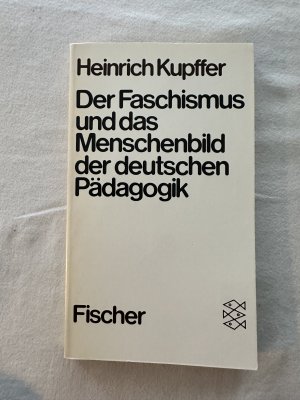 Heinrich Kupffer
Der Faschismus
und das
Menschenbild
der deutschen
Pädagogik
Fischer